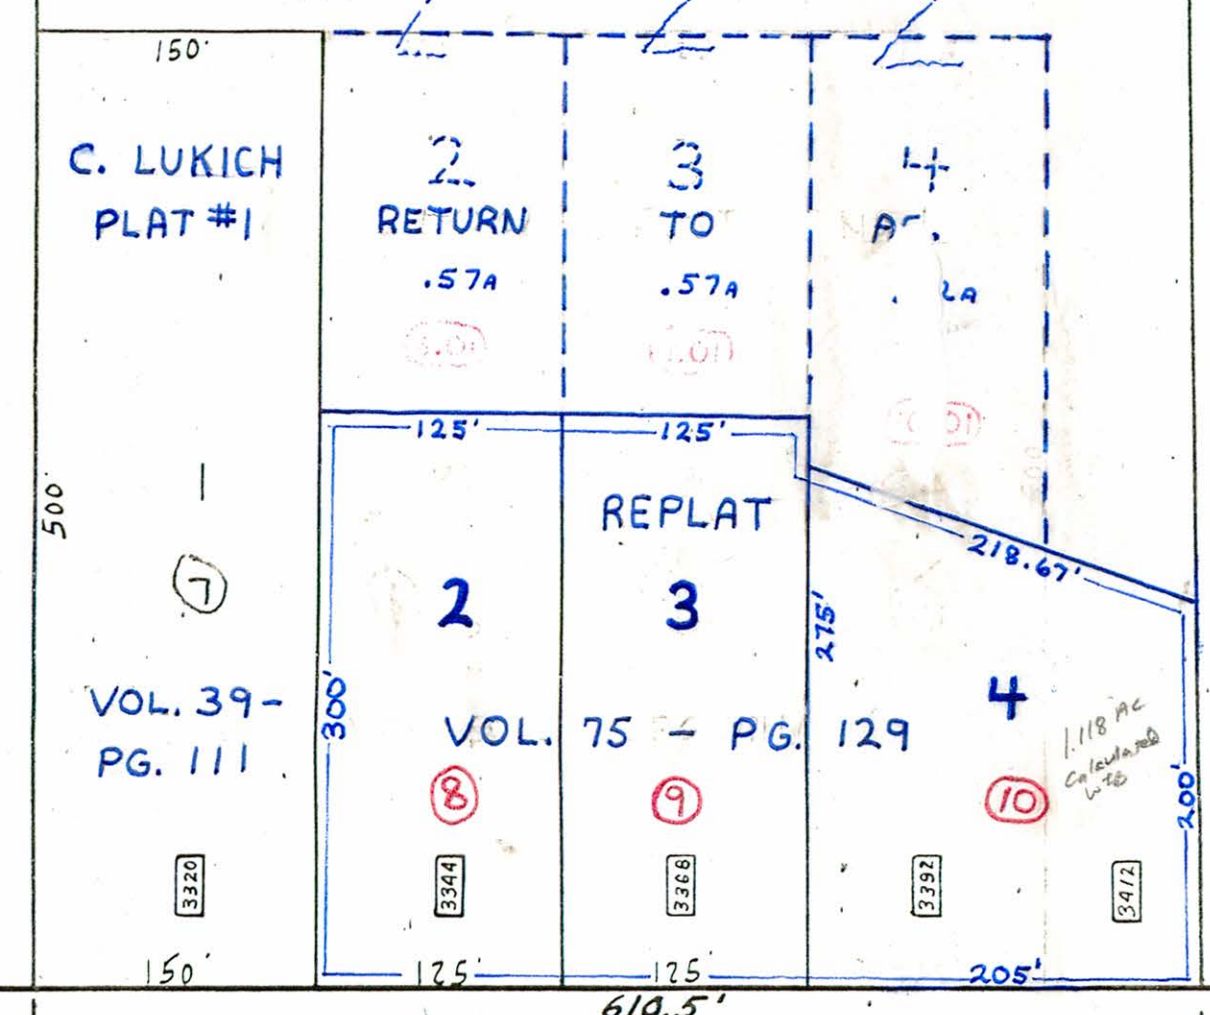 150'
C. LUKICH
PLAT #1
500'
1
7
VOL. 39-
PG. 111
3320
150'
2
RETURN
.57A
3
TO
.57A
4
125'
125'
REPLAT
218.67'
2
3
275'
4
300'
VOL. 75 - PG. 129
1.118 AC
Calculated
8
9
10
200'
3344
3368
3392
3412
125'
125'
205'